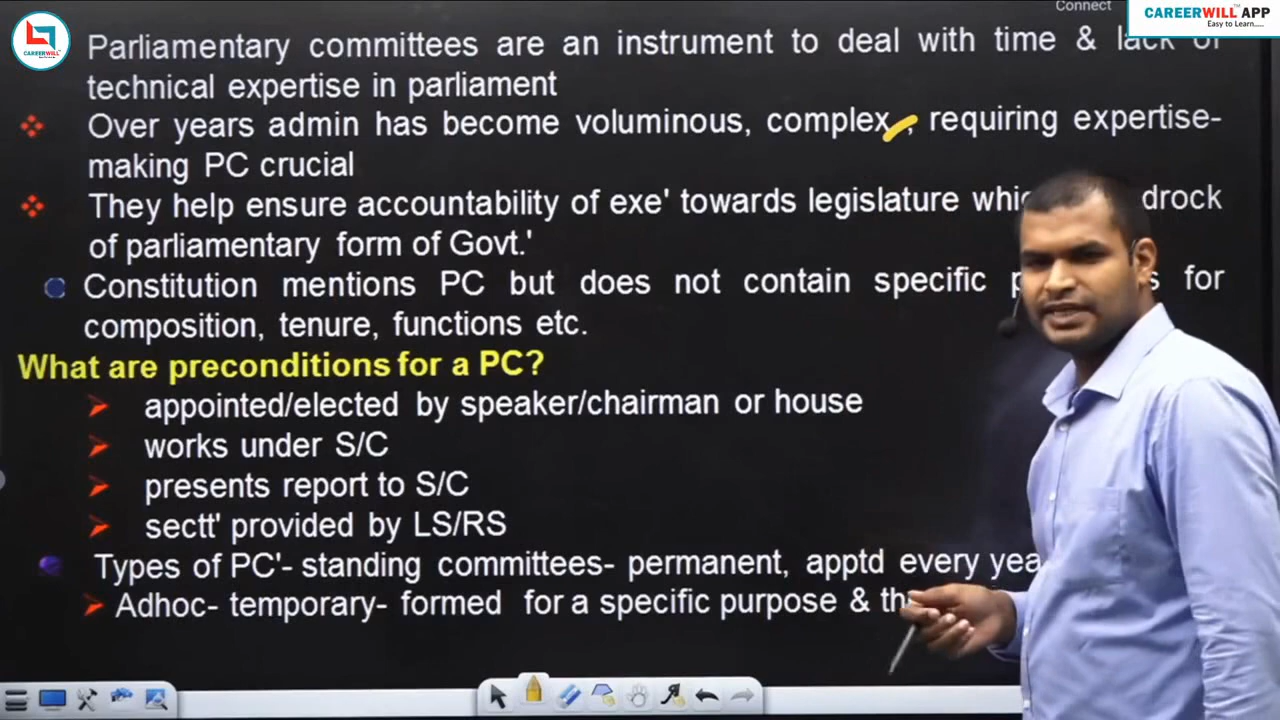 Connect
CAREERWILL APP
Easy to Learn.....
CAREERWILL
Parliamentary committees are an instrument to deal with time & lack of
technical expertise in parliament
Over years admin has become voluminous, complex , requiring expertise-
making PC crucial
They help ensure accountability of exe' towards legislature drock
of parliamentary form of Govt.'
Constitution mentions PC but does not contain specific for
composition, tenure, functions etc.
What are preconditions for a PC?
appointed/elected by speaker/chairman or house
works under S/C
presents report to S/C
sectt' provided by LS/RS
Types of PC'- standing committees- permanent, apptd every yea
Adhoc- temporary- formed for a specific purpose &